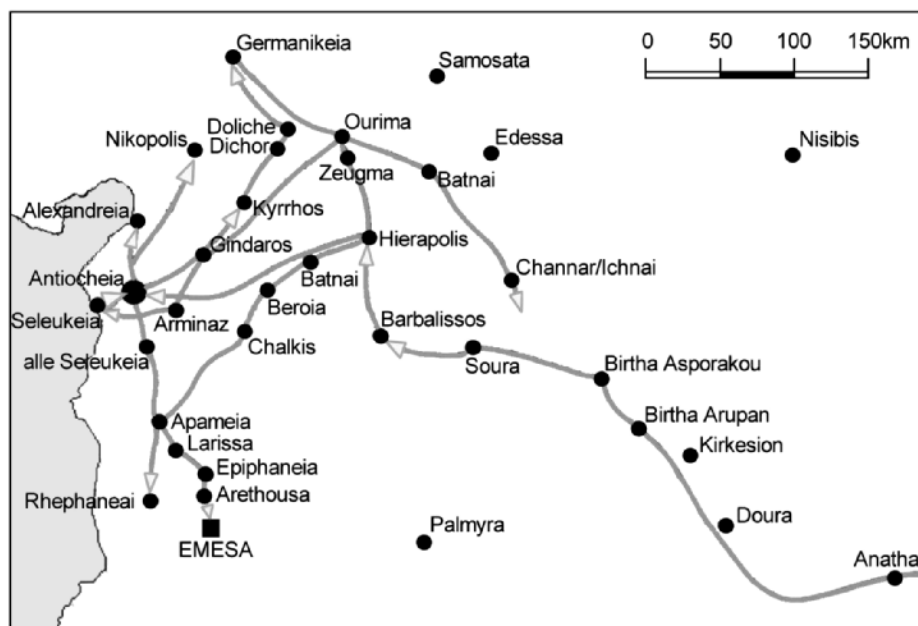 Germanikeia
0 50 100 150km
Samosata
Doliche
Ourima
Nikopolis
Dichor
Edessa
Nisibis
Zeugma
Batnai
Alexandreia
Kyrrhos
Gindaros
Hierapolis
Antiocheia
Batnai
Channar/Ichnai
Beroia
Seleukeia
Arminaz
Barbalissos
alle Seleukeia
Chalkis
Soura
Birtha Asporakou
Apameia
Birtha Arupan
Larissa
Kirkesion
Epiphaneia
Rhephaneai
Arethousa
Doura
Palmyra
EMESA
Anatha